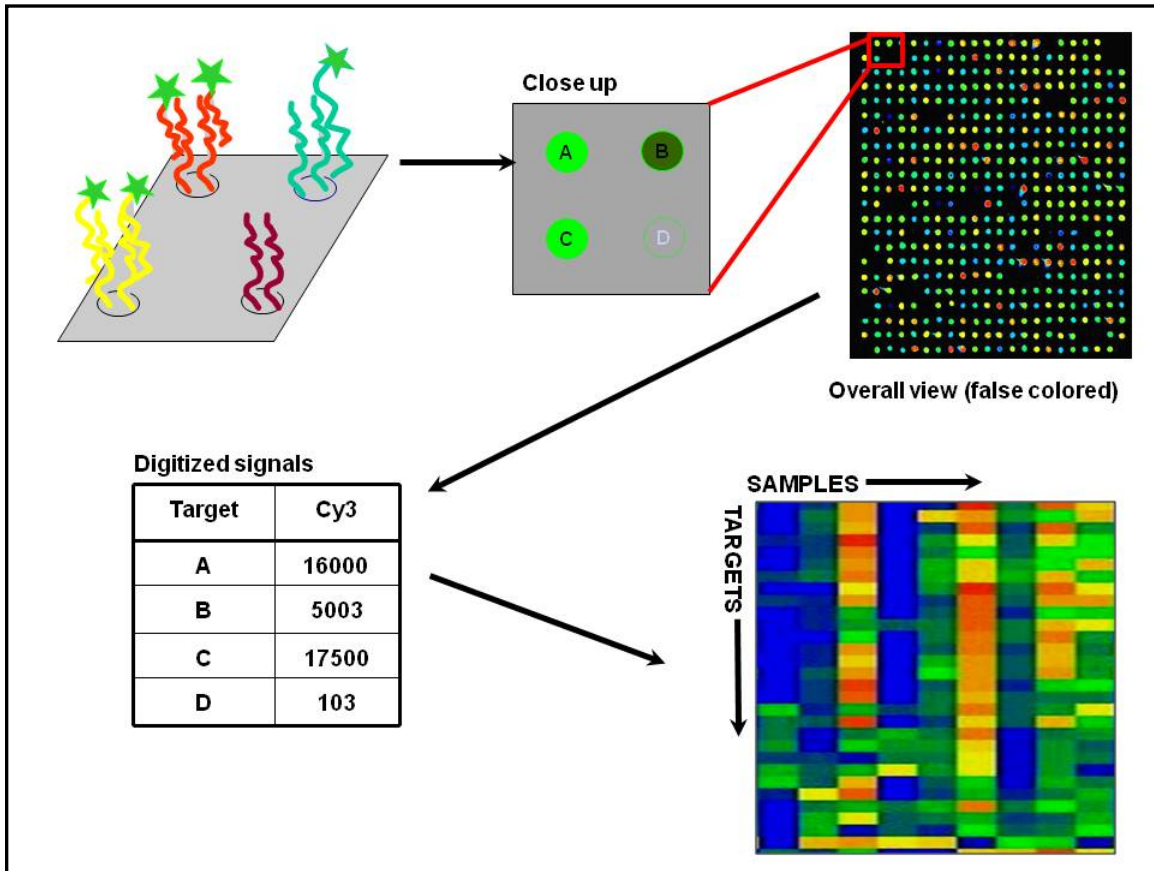 Close up
A
B
C
D
Overall view (false colored)
Digitized signals
Target Cy3
A 16000
B 5003
C 17500
D 103
SAMPLES
TARGETS